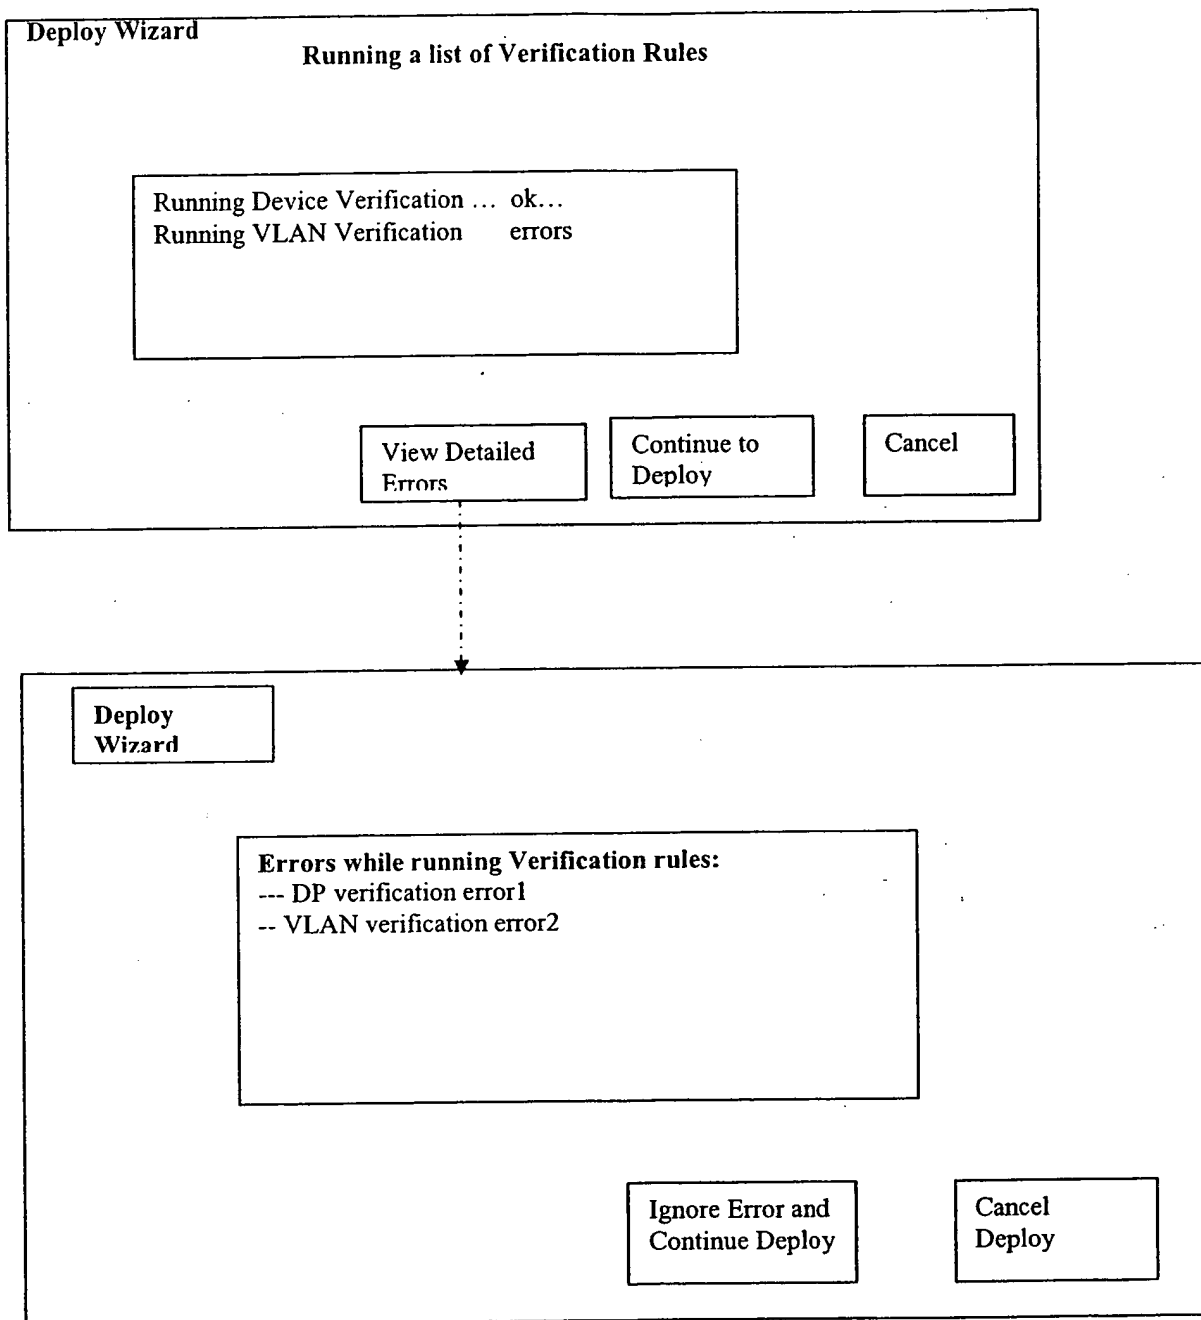 Deploy Wizard
Running a list of Verification Rules
Running Device Verification ... ok...
Running VLAN Verification errors
View Detailed
Errors
Continue to
Deploy
Cancel
Deploy
Wizard
Errors while running Verification rules:
--- DP verification error1
-- VLAN verification error2
Ignore Error and
Continue Deploy
Cancel
Deploy